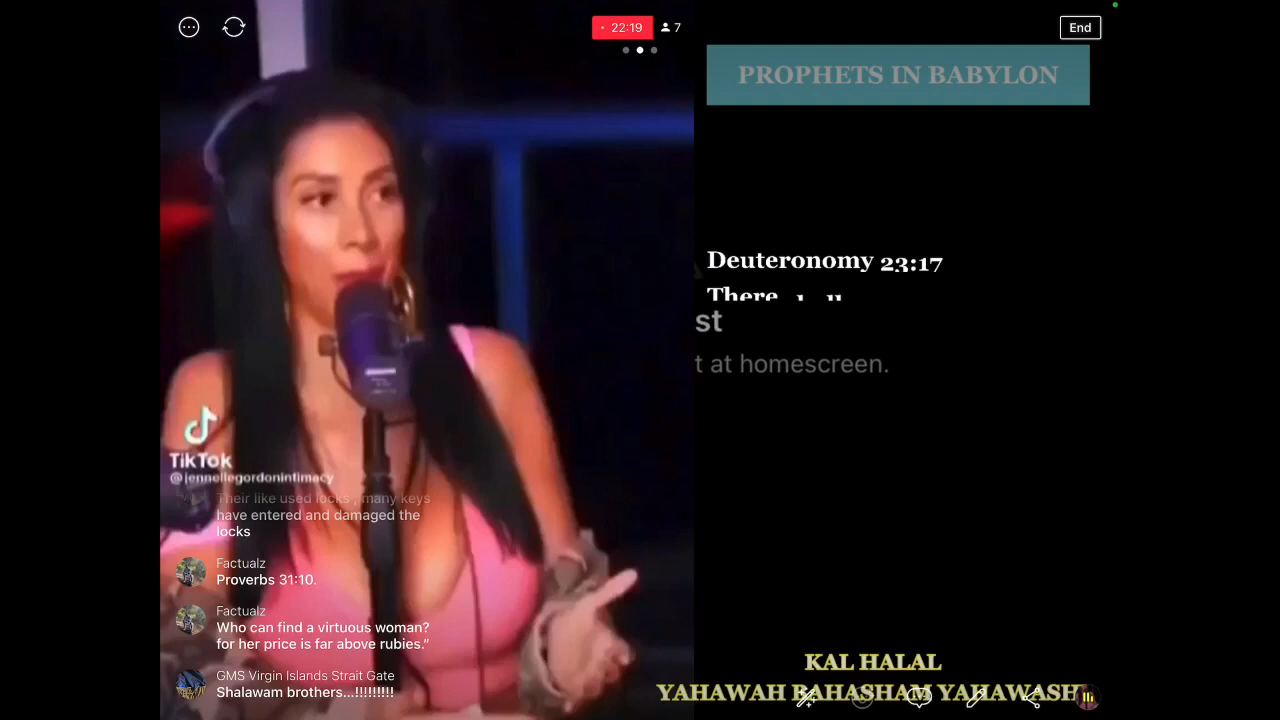 22:19
7
End
PROPHETS IN BABYLON
Deuteronomy 23:17
There
st
t at homescreen.
TikTok
@jennellegordonintimacy
Their like used locks , many keys
have entered and damaged the
locks
Factualz
Proverbs 31:10.
Factualz
Who can find a virtuous woman?
for her price is far above rubies.”
GMS Virgin Islands Strait Gate
Shalawam brothers...!!!!!!!!!
KAL HALAL
YAHAWAH BAHASHAM YAHAWASHI